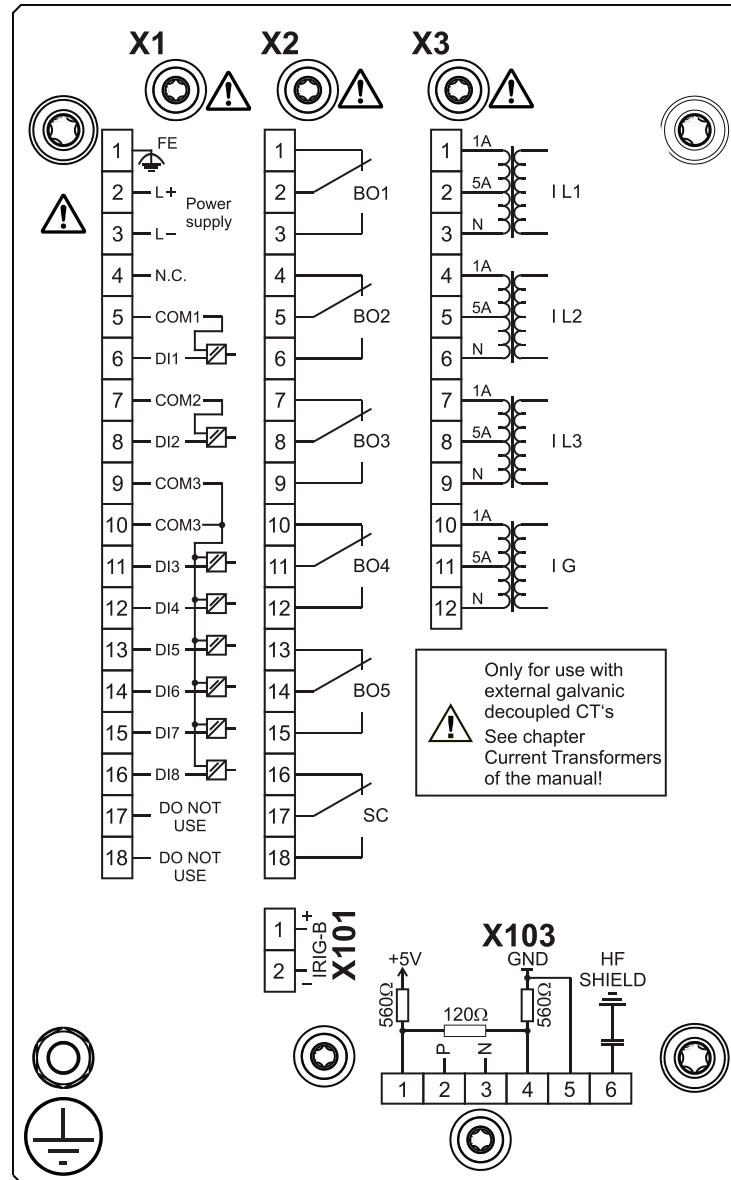 X1 X2 X3
1 FE
2 L+
Power
supply
3 L−
4 N.C.
5 COM1
6 DI1
7 COM2
8 DI2
9 COM3
10 COM3
11 DI3
12 DI4
13 DI5
14 DI6
15 DI7
16 DI8
17 DO NOT
USE
18 DO NOT
USE
1
2 BO1
3
4
5 BO2
6
7
8 BO3
9
10
11 BO4
12
13
14 BO5
15
16
17 SC
18
1 1A
2 5A I L1
3 N
4 1A
5 5A I L2
6 N
7 1A
8 5A I L3
9 N
10 1A
11 5A I G
12 N
Only for use with
external galvanic
decoupled CT's
See chapter
Current Transformers
of the manual!
1 +
2 −
IRIG-B
X101
X103
+5V GND HF
SHIELD
560Ω 120Ω 560Ω
P N
1 2 3 4 5 6